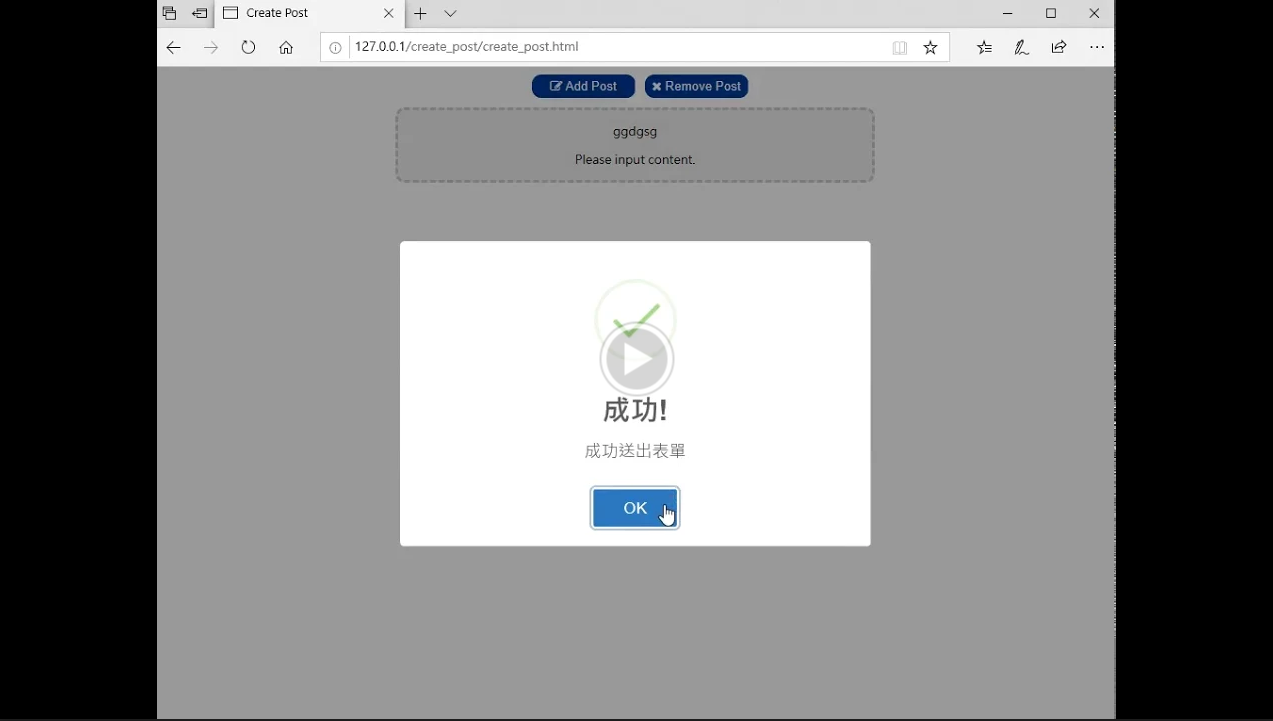 Create Post
127.0.0.1/create_post/create_post.html
Add Post
Remove Post
ggdgsg
Please input content.
成功!
成功送出表單
OK